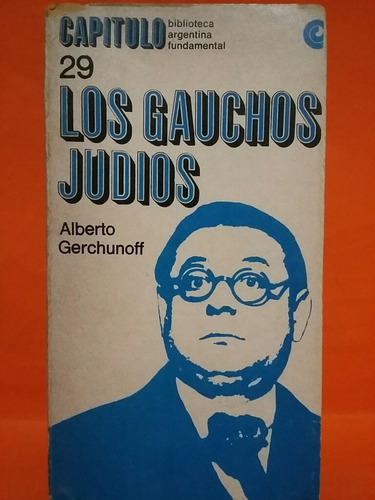 CAPITULO
biblioteca
argentina
fundamental
29
LOS GAUCHOS
JUDIOS
Alberto
Gerchunoff